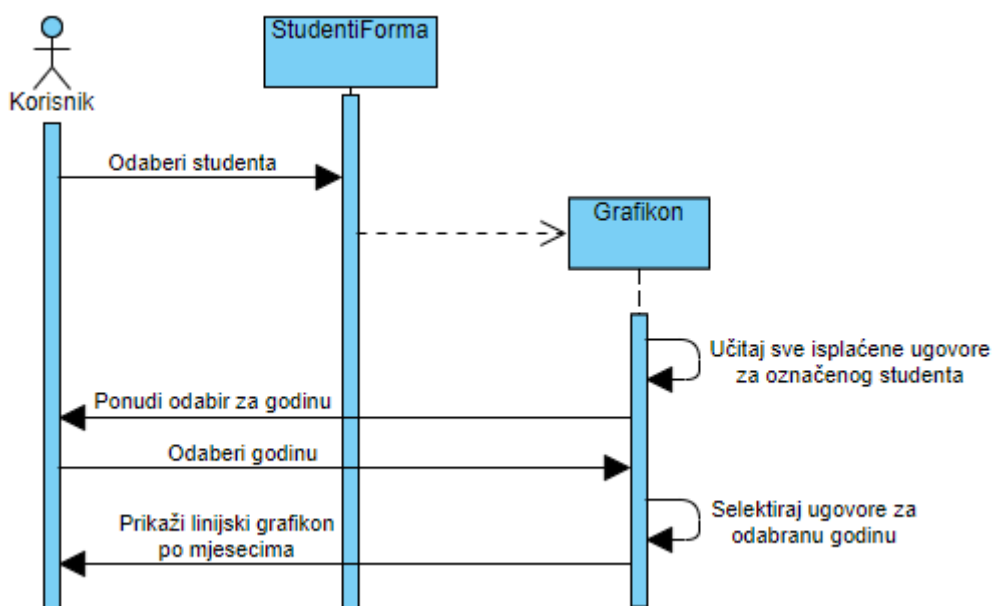 StudentiForma
Korisnik
Odaberi studenta
Grafikon
Učitaj sve isplaćene ugovore
za označenog studenta
Ponudi odabir za godinu
Odaberi godinu
Selektiraj ugovore za
odabranu godinu
Prikaži linijski grafikon
po mjesecima